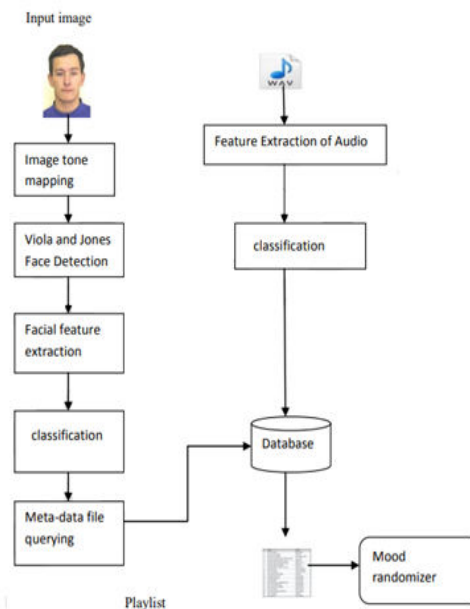 Input image
WAV
Image tone
mapping
Feature Extraction of Audio
Viola and Jones
Face Detection
classification
Facial feature
extraction
classification
Database
Meta-data file
querying
Mood
randomizer
Playlist